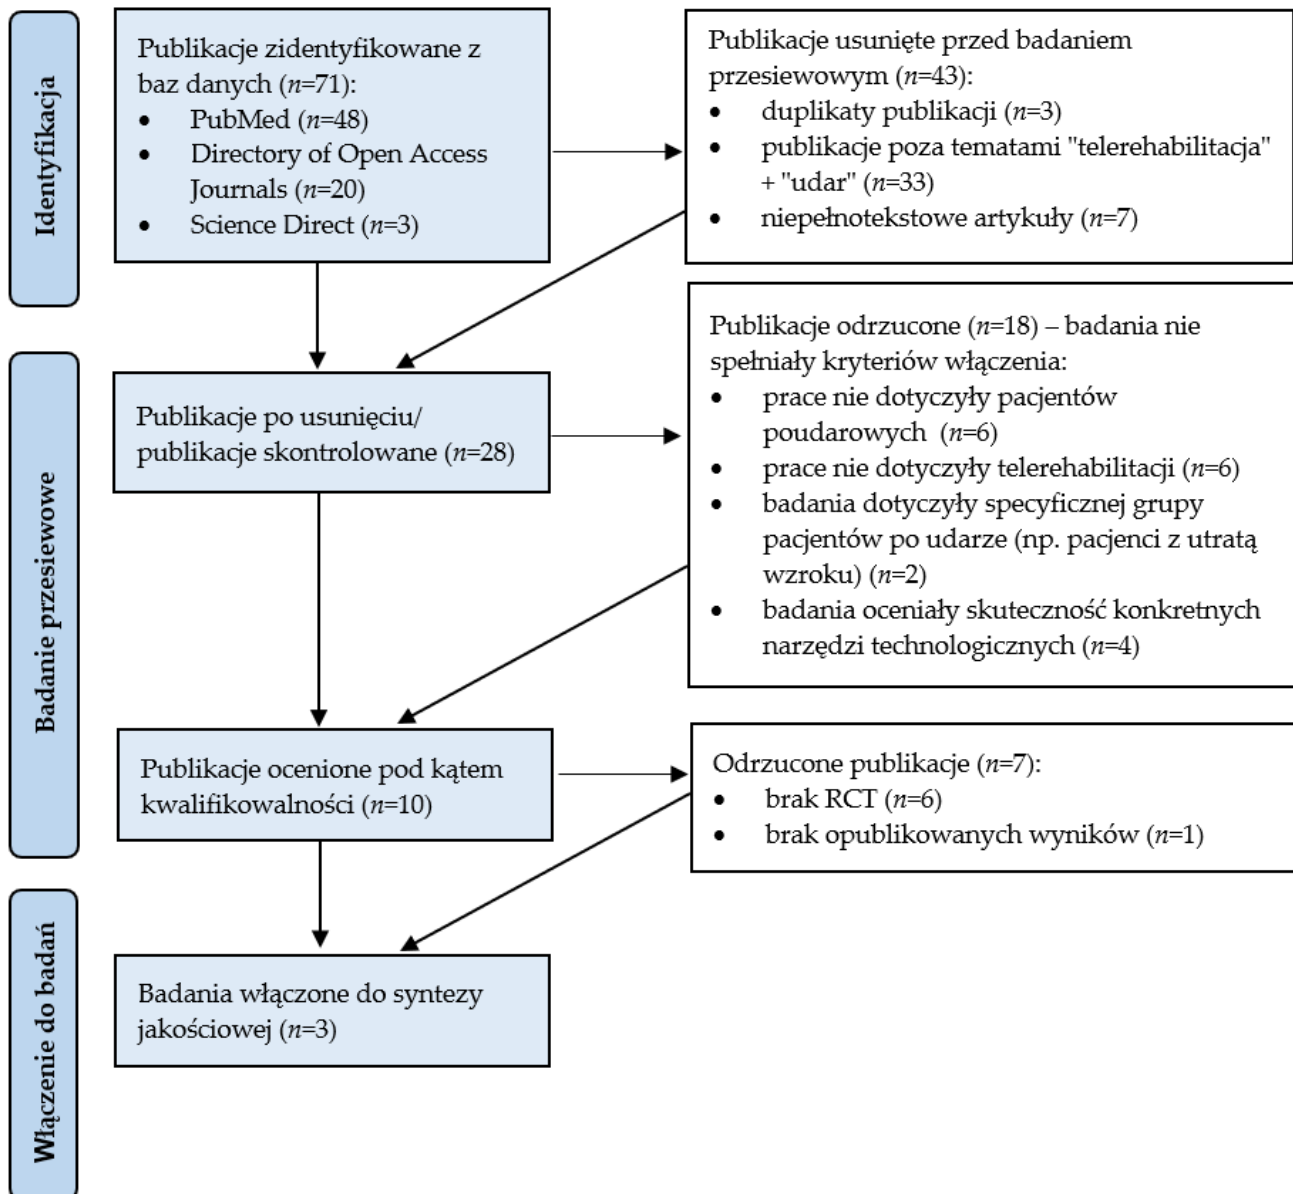 Identyfikacja
Publikacje zidentyfikowane z
baz danych (n=71):
• PubMed (n=48)
• Directory of Open Access
Journals (n=20)
• Science Direct (n=3)
Publikacje usunięte przed badaniem
przesiewowym (n=43):
• duplikaty publikacji (n=3)
• publikacje poza tematami "telerehabilitacja"
+ "udar" (n=33)
• niepełnotekstowe artykuły (n=7)
Badanie przesiewowe
Publikacje po usunięciu/
publikacje skontrolowane (n=28)
Publikacje odrzucone (n=18) – badania nie
spełniały kryteriów włączenia:
• prace nie dotyczyły pacjentów
poudarowych (n=6)
• prace nie dotyczyły telerehabilitacji (n=6)
• badania dotyczyły specyficznej grupy
pacjentów po udarze (np. pacjenci z utratą
wzroku) (n=2)
• badania oceniały skuteczność konkretnych
narzędzi technologicznych (n=4)
Publikacje ocenione pod kątem
kwalifikowalności (n=10)
Odrzucone publikacje (n=7):
• brak RCT (n=6)
• brak opublikowanych wyników (n=1)
Włączenie do badań
Badania włączone do syntezy
jakościowej (n=3)